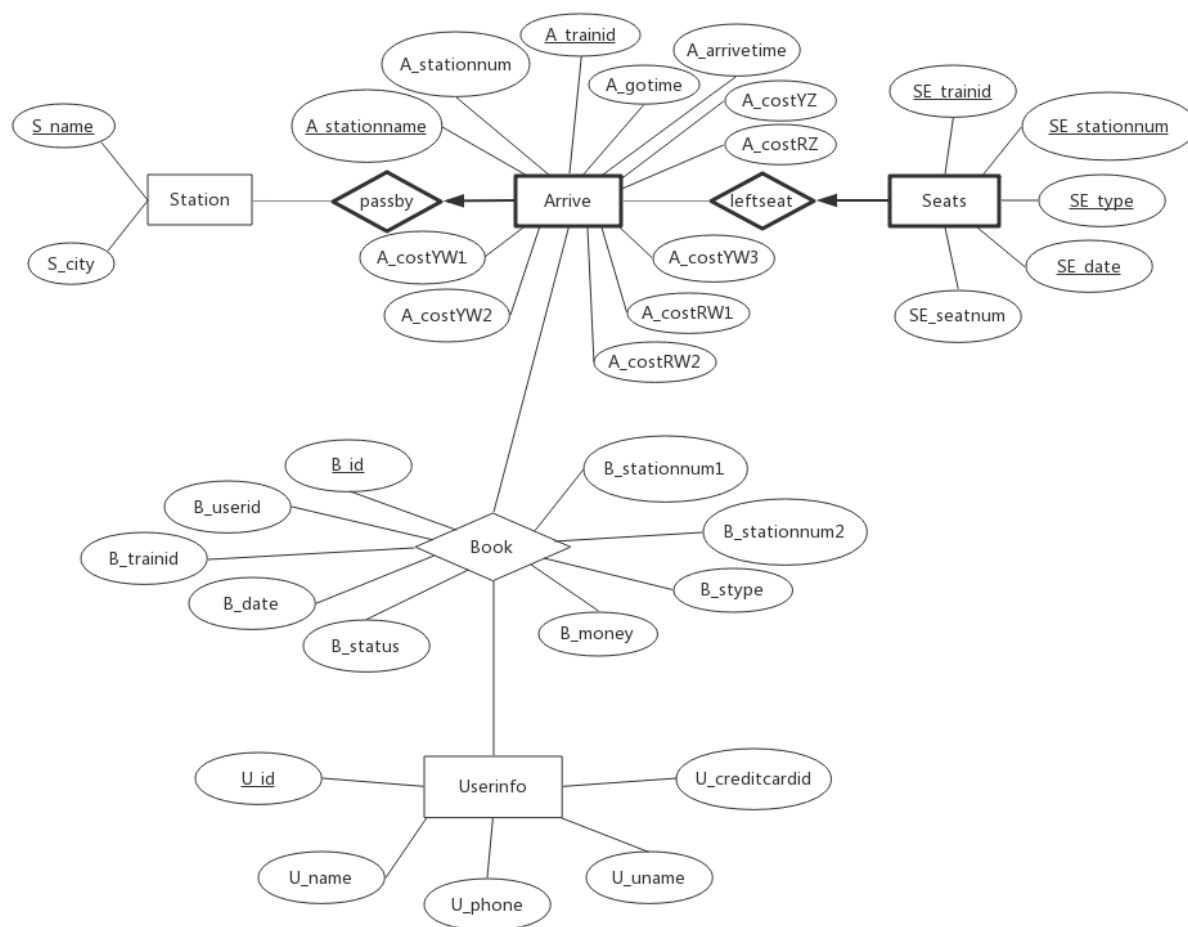 A_trainid
A_stationnum
A_arrivetime
A_gotime
A_costYZ
A_costRZ
A_stationname
SE_trainid
SE_stationnum
SE_type
SE_date
SE_seatnum
S_name
Station
S_city
passby
Arrive
leftseat
Seats
A_costYW1
A_costYW2
A_costYW3
A_costRW1
A_costRW2
B_id
B_userid
B_trainid
B_date
B_status
Book
B_stationnum1
B_stationnum2
B_stype
B_money
U_id
Userinfo
U_creditcardid
U_name
U_phone
U_uname